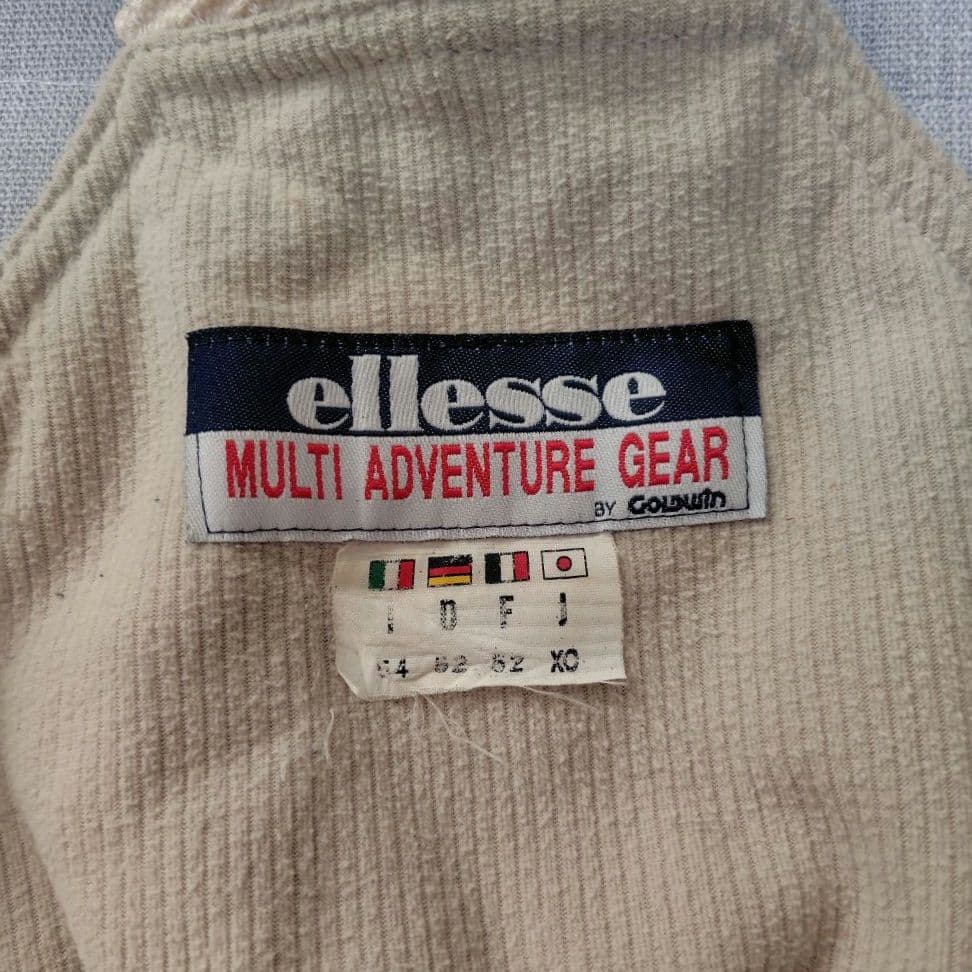 ellesse
MULTI ADVENTURE GEAR
BY GOLDWIN
I D F J
54 52 52 XO